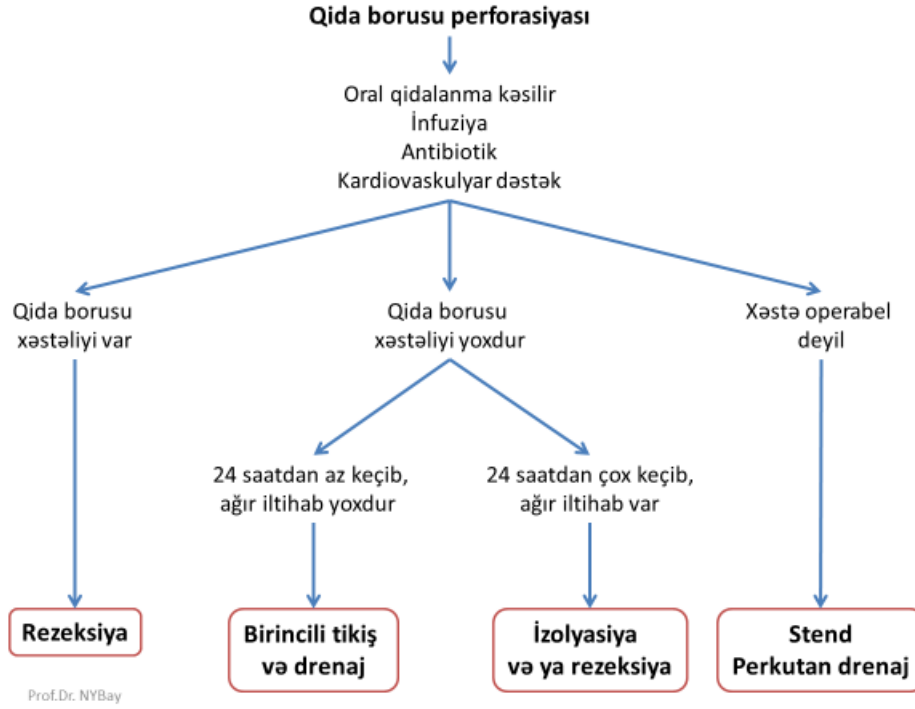 Qida borusu perforasiyası
Oral qidalanma kəsilir
İnfuziya
Antibiotik
Kardiovaskulyar dəstək
Qida borusu
xəstəliyi var
Qida borusu
xəstəliyi yoxdur
Xəstə operabel
deyil
24 saatdan az keçib,
ağır iltihab yoxdur
24 saatdan çox keçib,
ağır iltihab var
Rezeksiya
Birincili tikiş
və drenaj
İzolyasiya
və ya rezeksiya
Stend
Perkutan drenaj
Prof.Dr. NYBay